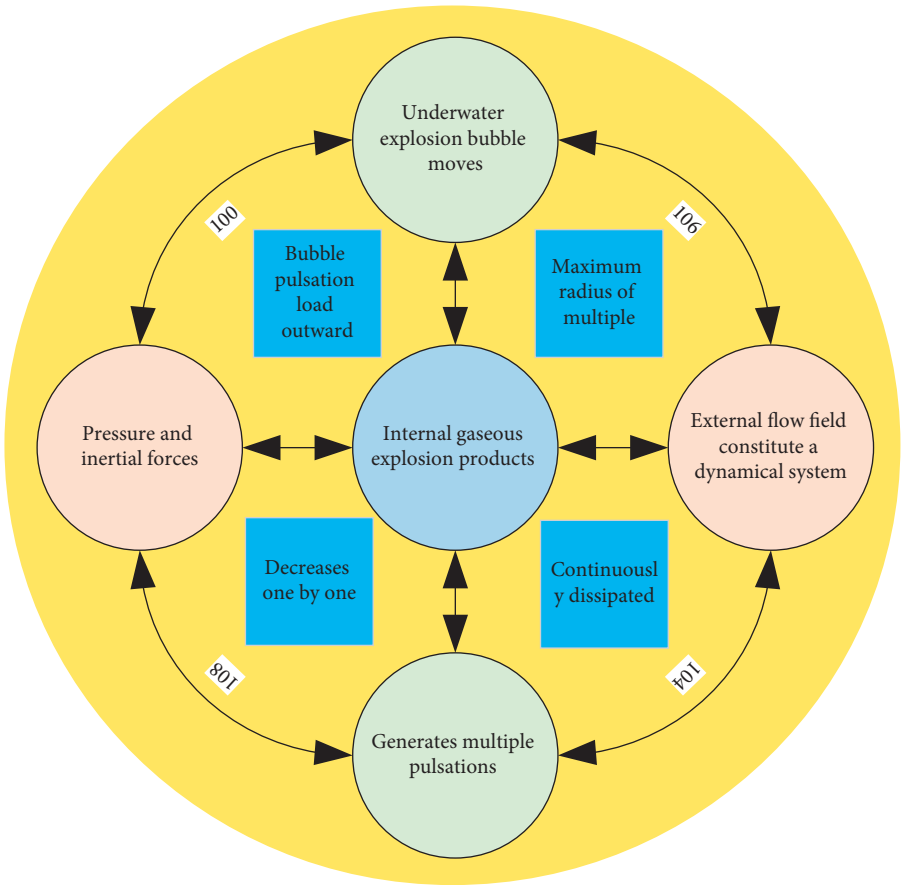 Underwater
explosion bubble
moves
100
106
Bubble
pulsation
load
outward
Maximum
radius of
multiple
Pressure and
inertial forces
Internal gaseous
explosion products
External flow field
constitute a
dynamical system
Decreases
one by one
Continuousl
y dissipated
108
104
Generates multiple
pulsations